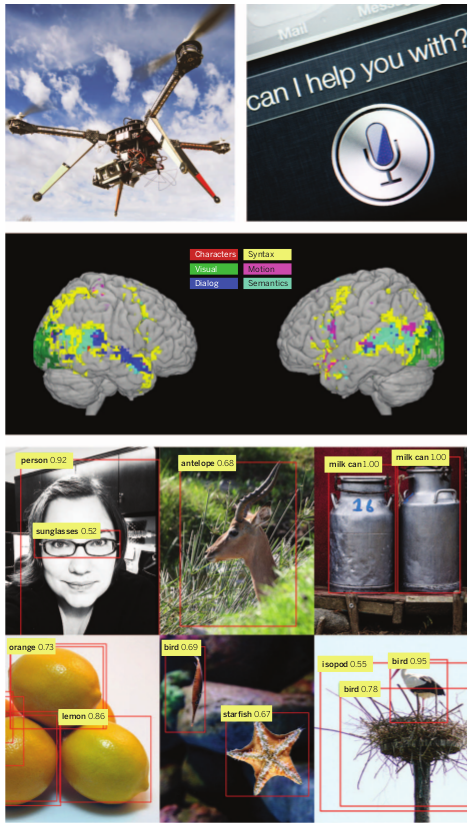 Mail
Me
can I help you with?
Characters Syntax
Visual Motion
Dialog Semantics
person 0.92
sunglasses 0.52
antelope 0.68
milk can 1.00
milk can 1.00
16
orange 0.73
lemon 0.86
bird 0.69
starfish 0.67
isopod 0.55
bird 0.95
bird 0.78